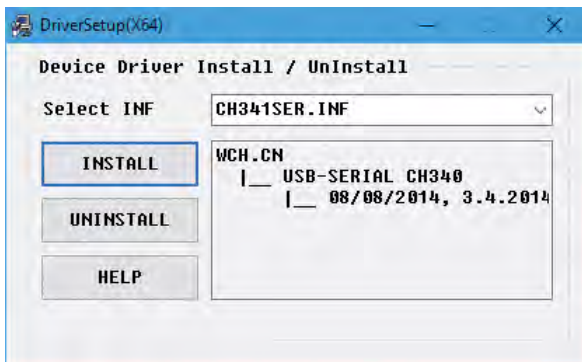 DriverSetup(X64)
Device Driver Install / UnInstall
Select INF
CH341SER.INF
INSTALL
UNINSTALL
HELP
WCH.CN
|__ USB-SERIAL CH340
|__ 08/08/2014, 3.4.2014